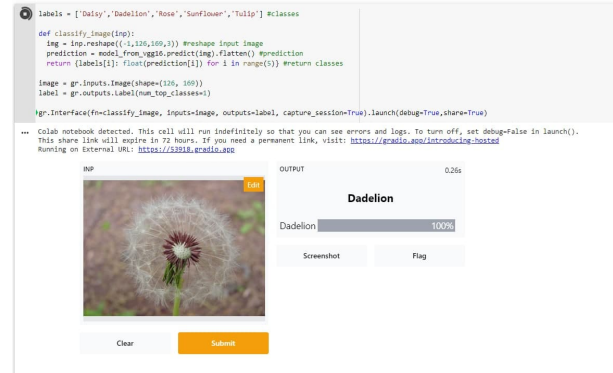 labels = ['Daisy','Dadelion','Rose','Sunflower','Tulip'] #classes
def classify_image(inp):
img = inp.reshape((-1,126,169,3)) #reshape input image
prediction = model_from_vgg16.predict(img).flatten() #prediction
return {labels[i]: float(prediction[i]) for i in range(5)} #return classes
image = gr.inputs.Image(shape=(126, 169))
label = gr.outputs.Label(num_top_classes=1)
gr.Interface(fn=classify_image, inputs=image, outputs=label, capture_session=True).launch(debug=True,share=True)
... Colab notebook detected. This cell will run indefinitely so that you can see errors and logs. To turn off, set debug=False in launch().
This share link will expire in 72 hours. If you need a permanent link, visit: https://gradio.app/introducing-hosted
Running on External URL: https://53918.gradio.app
INP
Edit
Clear
Submit
OUTPUT 0.26s
Dadelion
Dadelion 100%
Screenshot
Flag